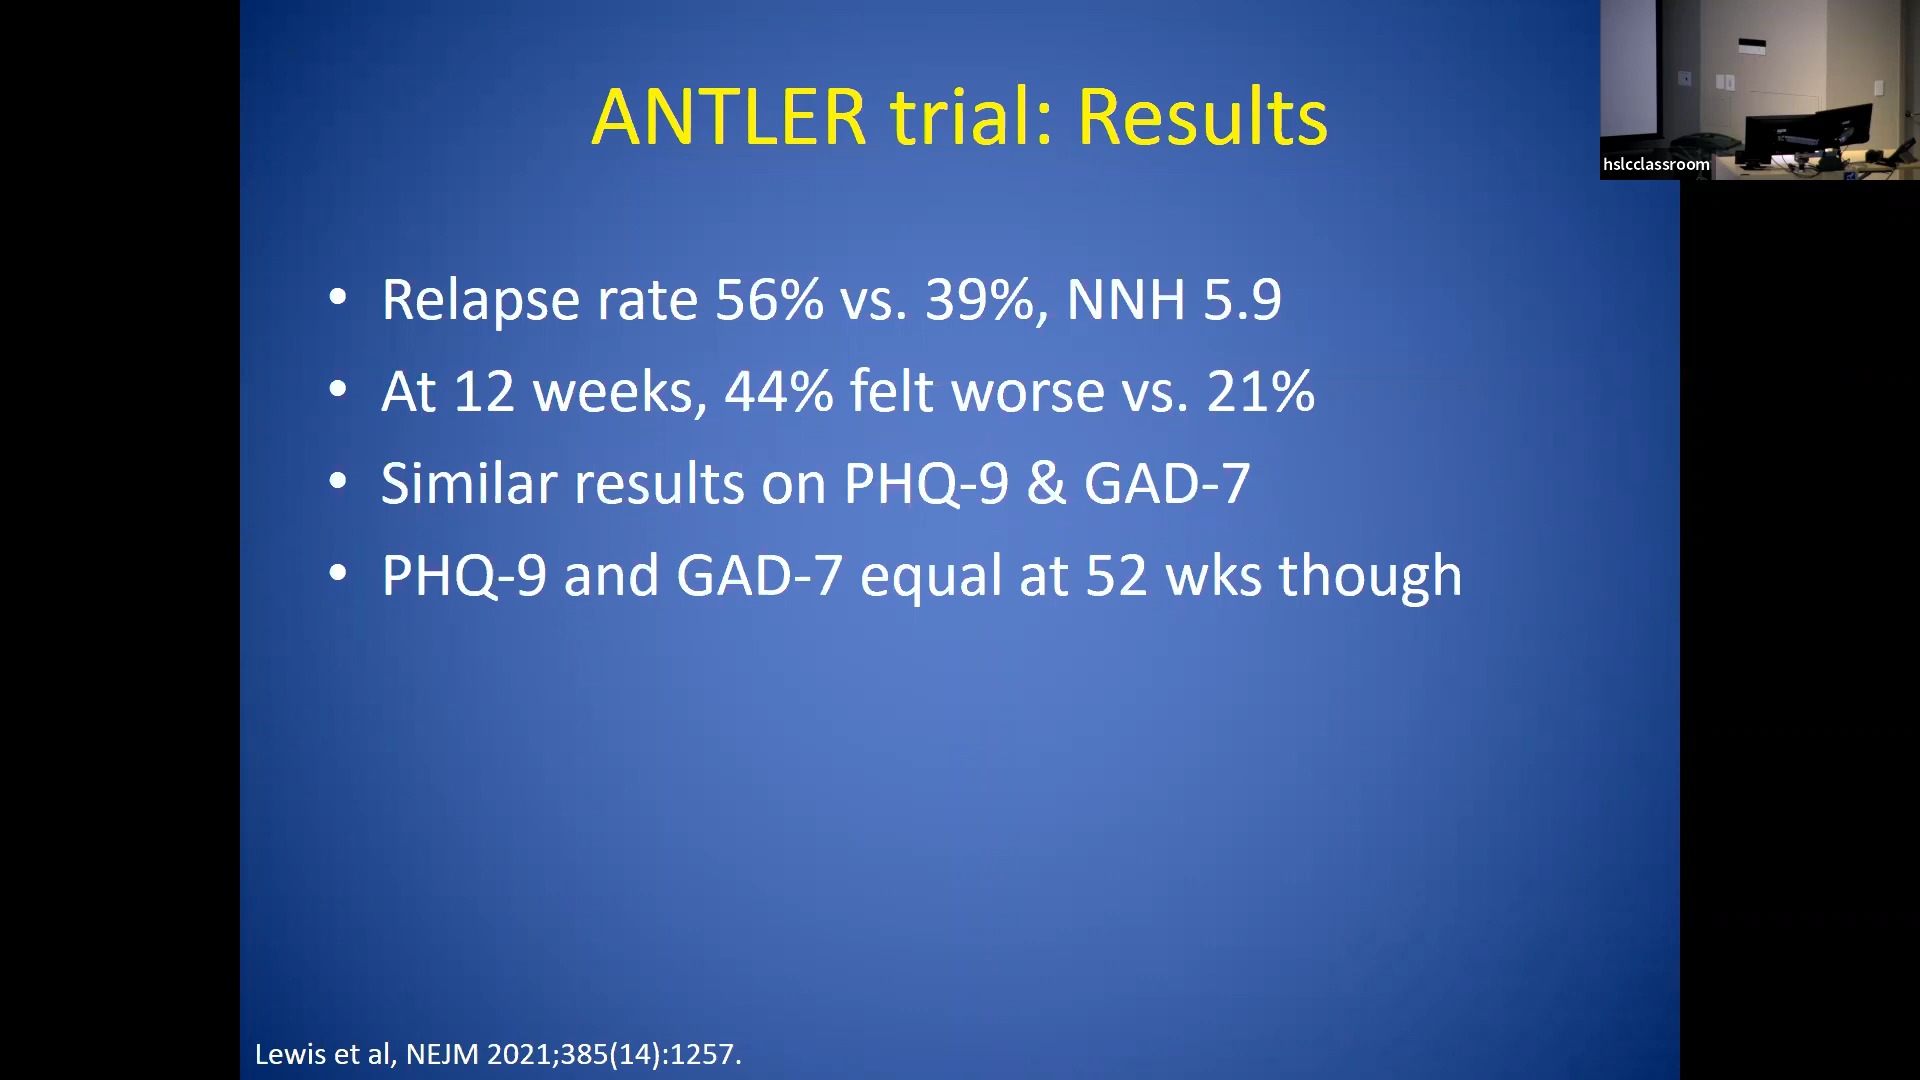 ANTLER trial: Results
hslcclassroom
• Relapse rate 56% vs. 39%, NNH 5.9
• At 12 weeks, 44% felt worse vs. 21%
• Similar results on PHQ-9 & GAD-7
• PHQ-9 and GAD-7 equal at 52 wks though
Lewis et al, NEJM 2021;385(14):1257.